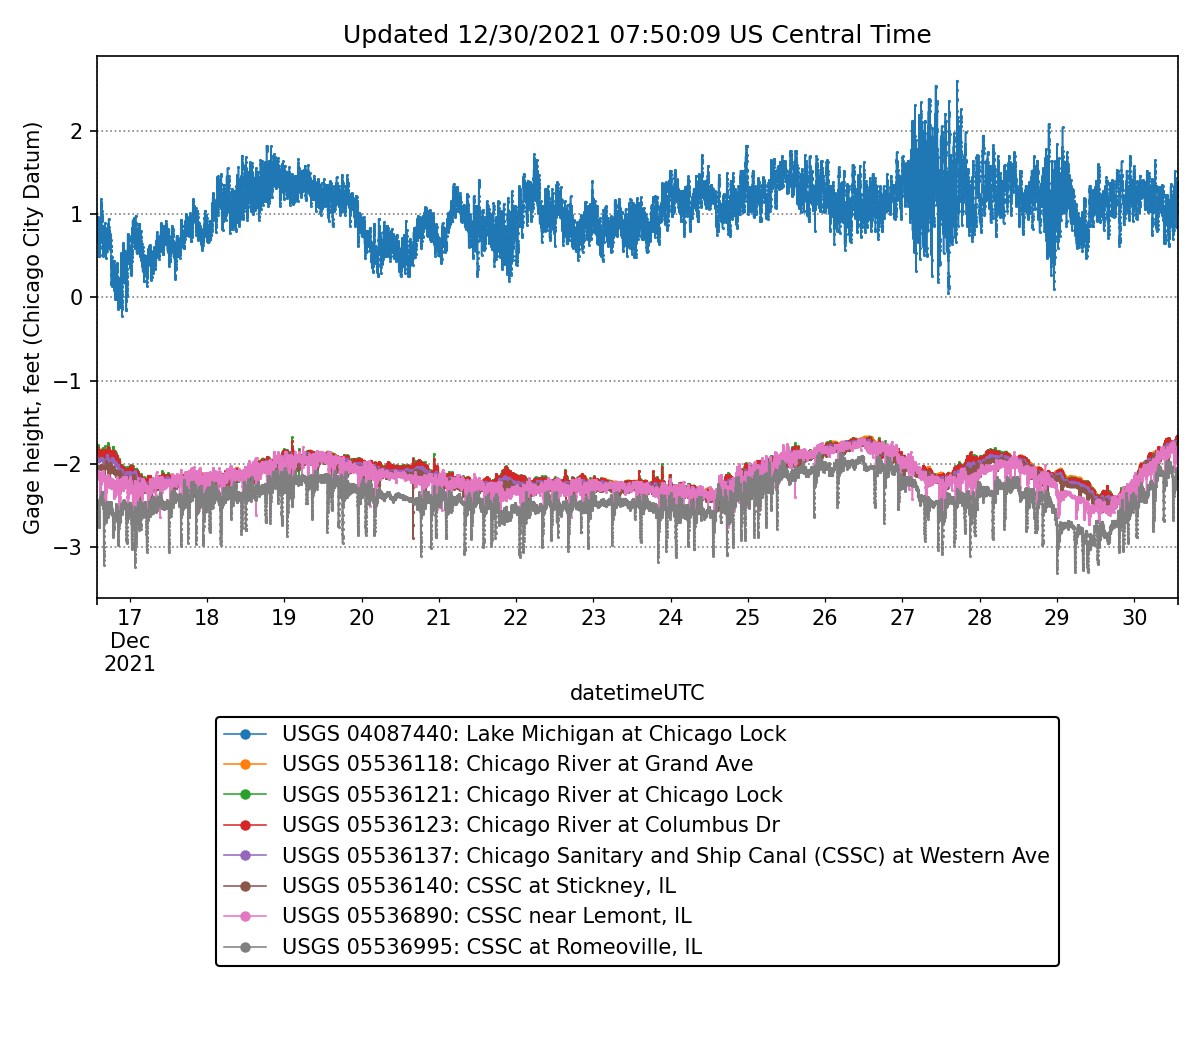 Updated 12/30/2021 07:50:09 US Central Time
Gage height, feet (Chicago City Datum)
2
1
0
−1
−2
−3
17 18 19 20 21 22 23 24 25 26 27 28 29 30
Dec
2021
datetimeUTC
USGS 04087440: Lake Michigan at Chicago Lock
USGS 05536118: Chicago River at Grand Ave
USGS 05536121: Chicago River at Chicago Lock
USGS 05536123: Chicago River at Columbus Dr
USGS 05536137: Chicago Sanitary and Ship Canal (CSSC) at Western Ave
USGS 05536140: CSSC at Stickney, IL
USGS 05536890: CSSC near Lemont, IL
USGS 05536995: CSSC at Romeoville, IL